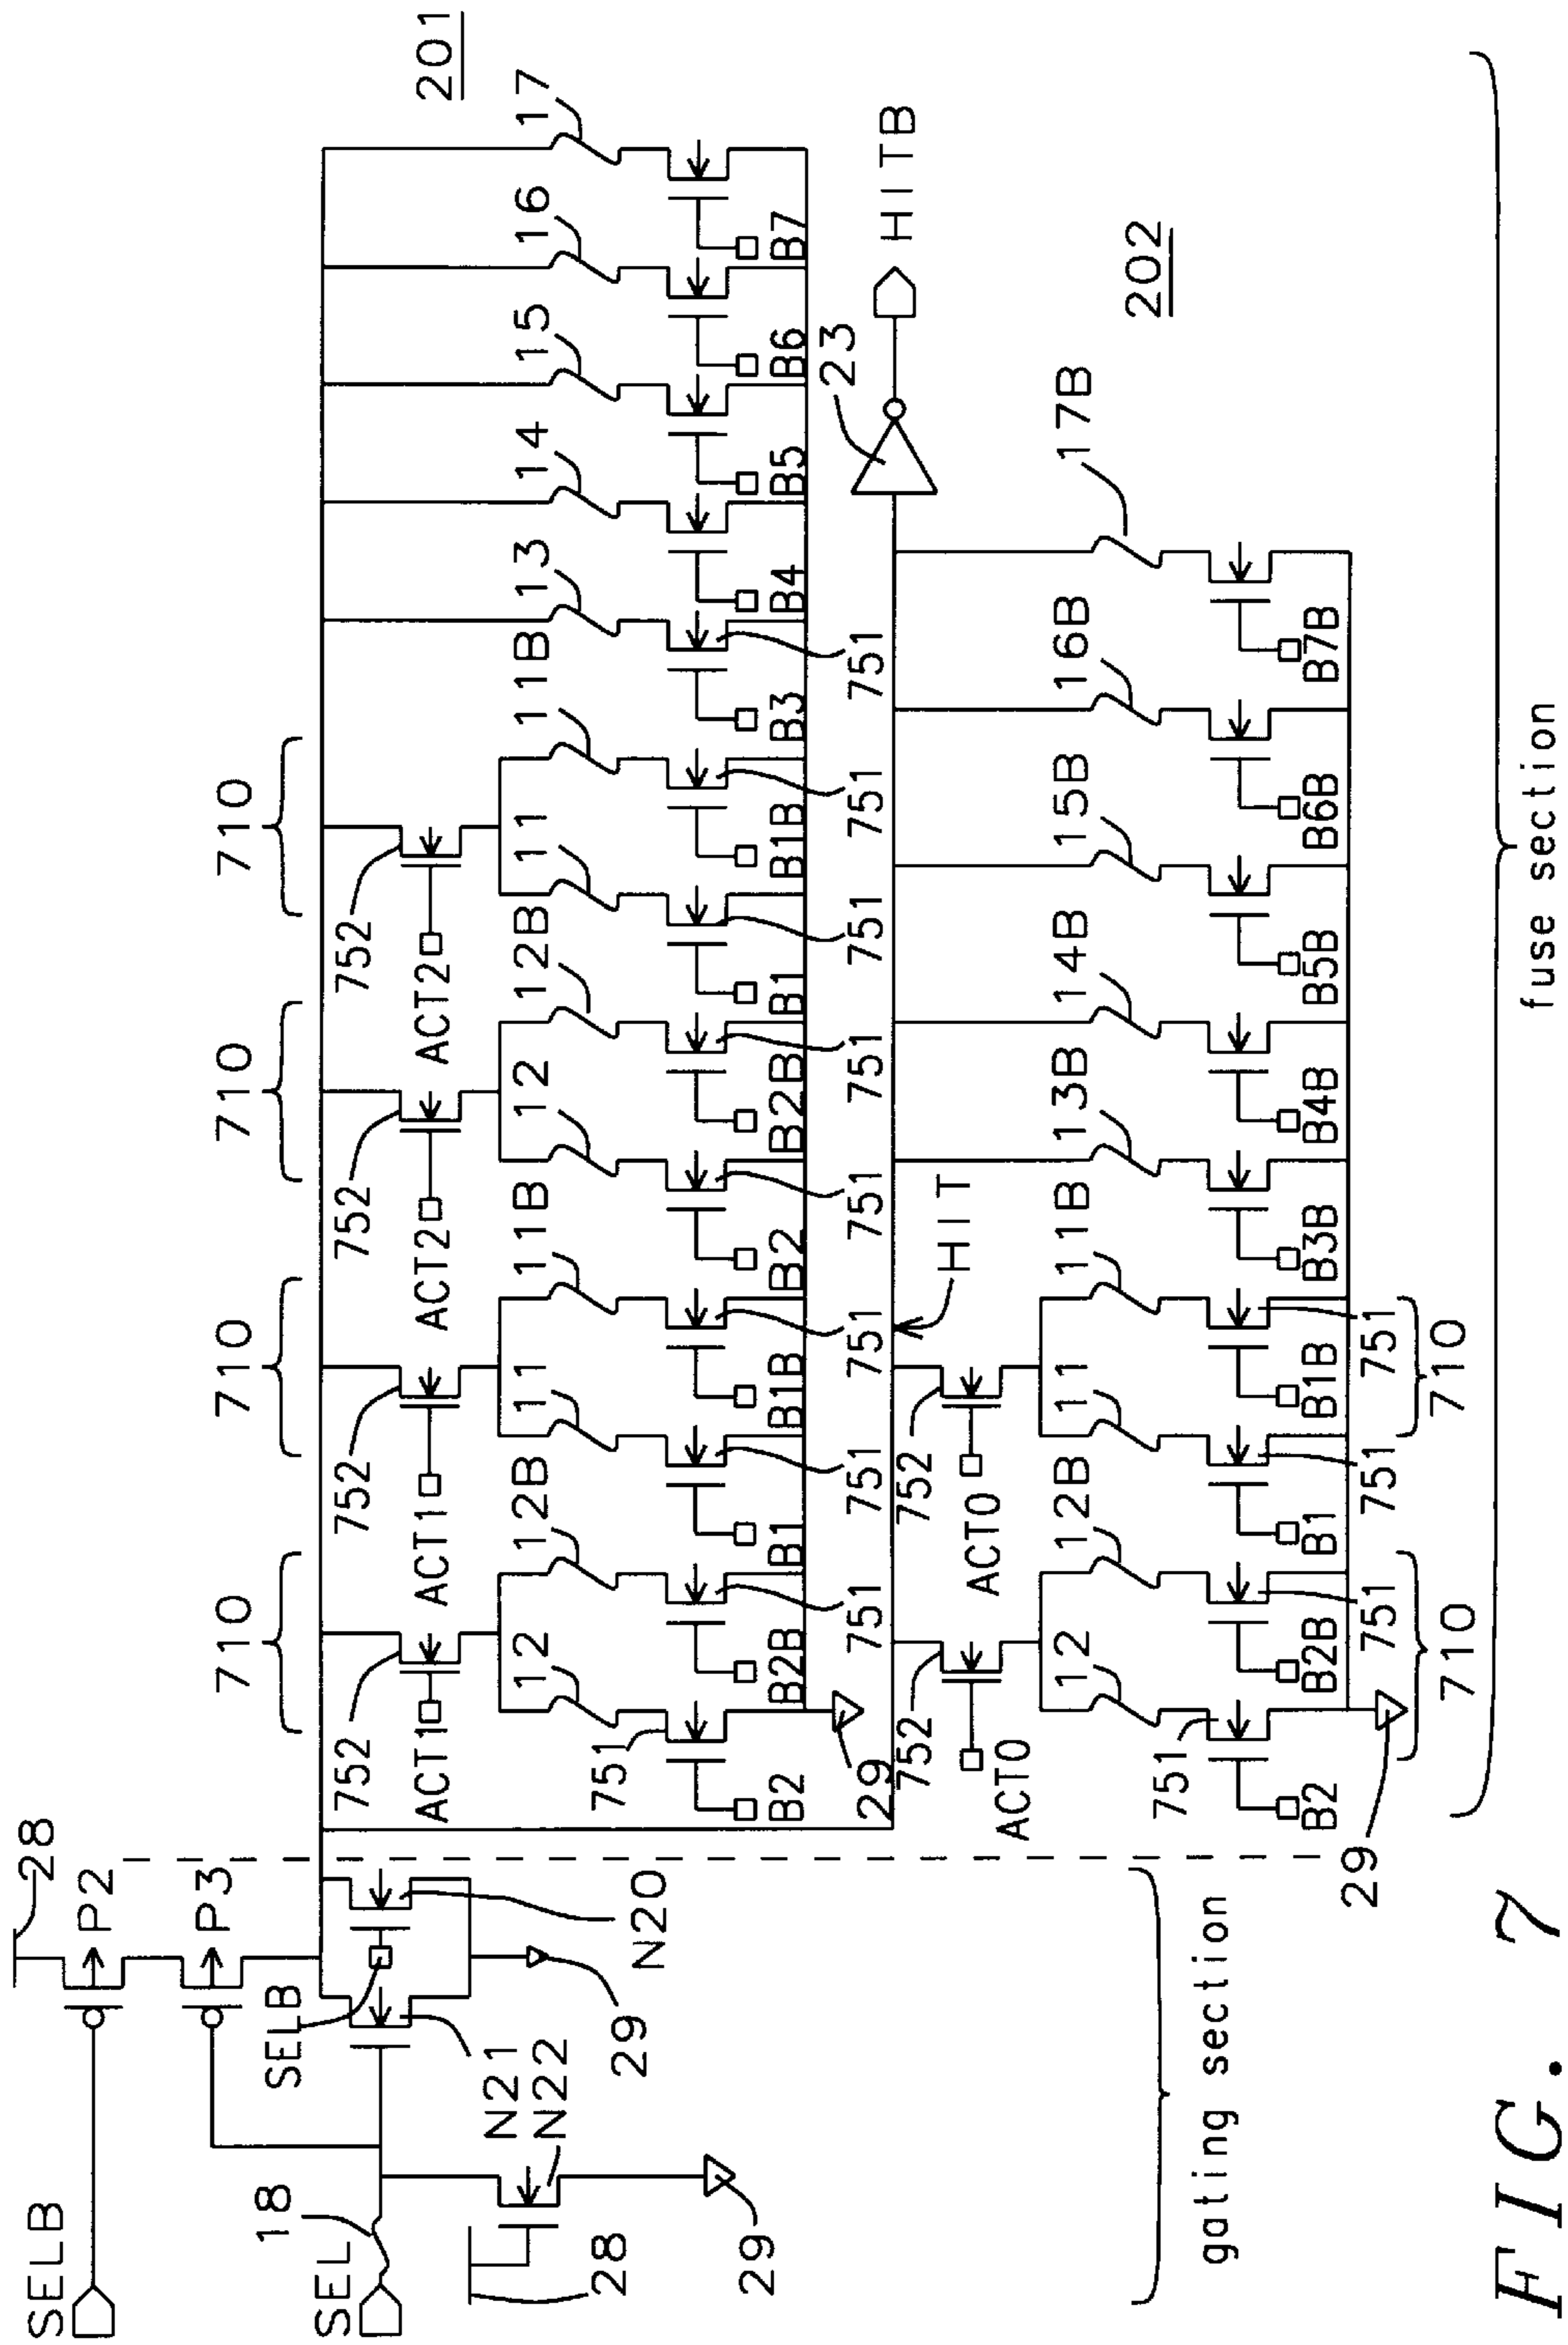 28
SELB
P2
P3
201
710 710 710 710
752 752 752 752
ACT1 ACT1 ACT2 ACT2
18
SEL
SELB
N20
N21
N22
28
29
29
12 12B 11 11B 12 12B 11 11B 13 14 15 16 17
751
B2 B2B B1 B1B B2 B2B B1 B1B B3 B4 B5 B6 B7
29
751 751 751 751 751 751 751 751
HIT
23
HITB
202
752 752
ACT0 ACT0
12 12B 11 11B 13B 14B 15B 16B 17B
751
B2 B2B B1 B1B B3B B4B B5B B6B B7B
29
751 751 751
710 710
gating section
fuse section
FIG. 7